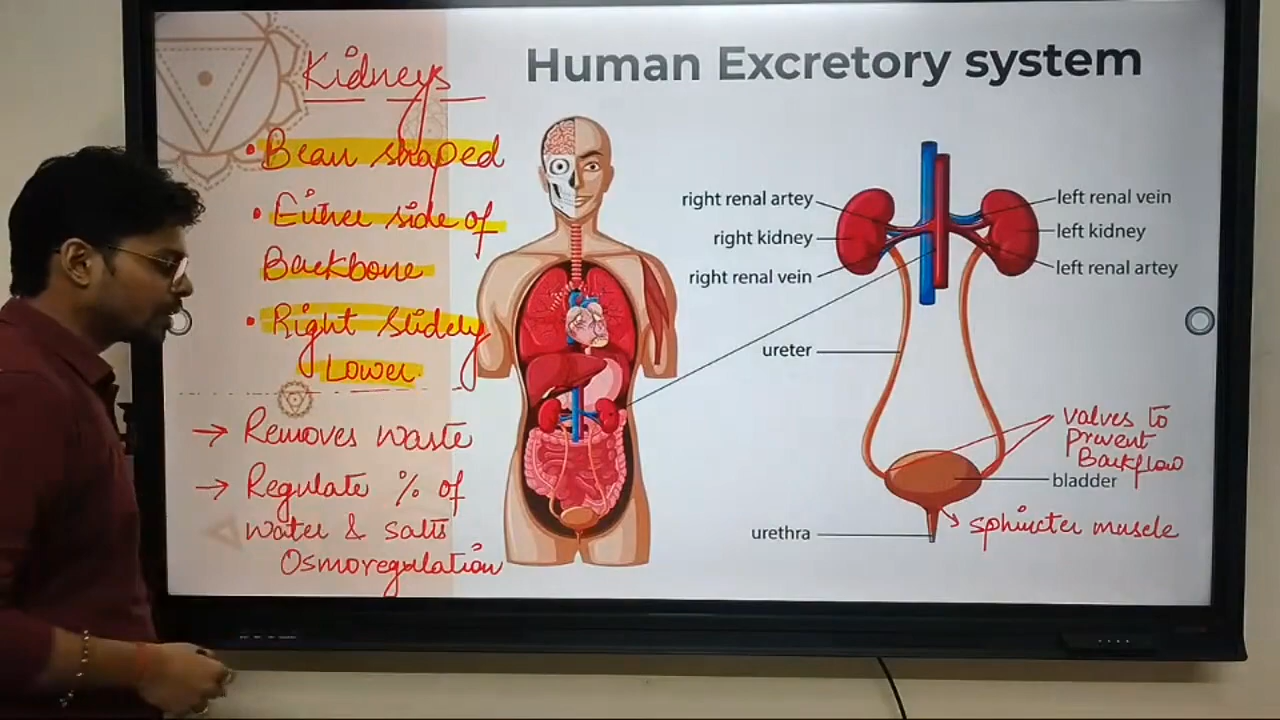 Kidneys
• Bean shaped
• Either side of
Backbone
• Right slidely
Lower
→ Removes waste
→ Regulate % of
water & salts
Osmoregulation
Human Excretory system
right renal artey
right kidney
right renal vein
ureter
urethra
left renal vein
left kidney
left renal artey
valves to
prevent
Backflow
bladder
sphincter muscle